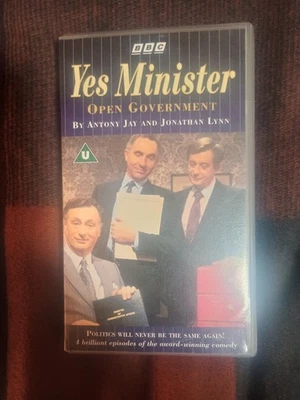 BBC
Yes Minister
OPEN GOVERNMENT
BY ANTONY JAY AND JONATHAN LYNN
U
POLITICS WILL NEVER BE THE SAME AGAIN!
4 brilliant episodes of the award-winning comedy